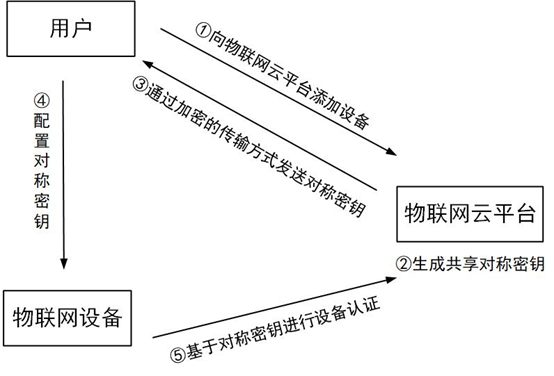 用户
①向物联网云平台添加设备
③通过加密的传输方式发送对称密钥
④配置对称密钥
物联网云平台
②生成共享对称密钥
物联网设备
⑤基于对称密钥进行设备认证